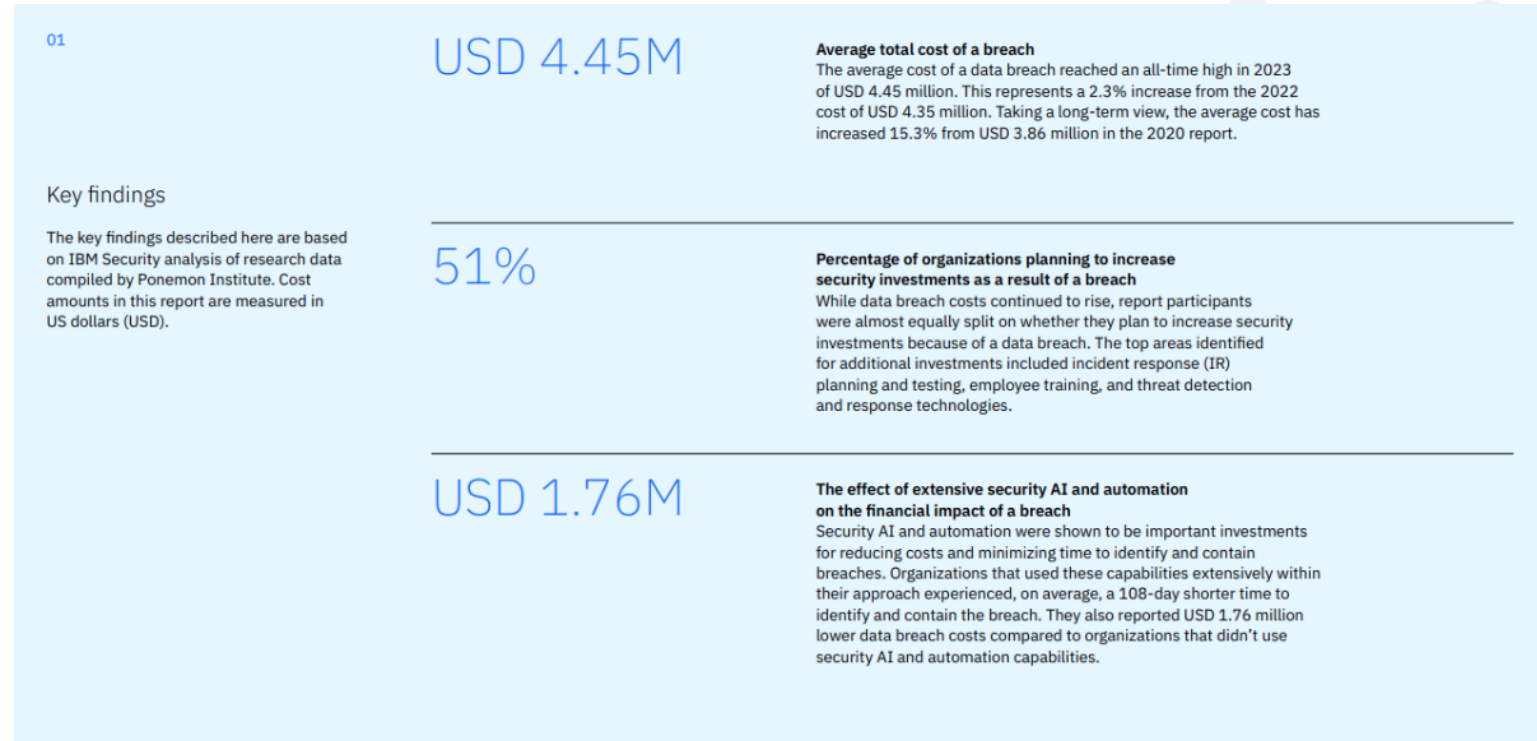 01
USD 4.45M
Average total cost of a breach
The average cost of a data breach reached an all-time high in 2023
of USD 4.45 million. This represents a 2.3% increase from the 2022
cost of USD 4.35 million. Taking a long-term view, the average cost has
increased 15.3% from USD 3.86 million in the 2020 report.
Key findings
The key findings described here are based
on IBM Security analysis of research data
compiled by Ponemon Institute. Cost
amounts in this report are measured in
US dollars (USD).
51%
Percentage of organizations planning to increase
security investments as a result of a breach
While data breach costs continued to rise, report participants
were almost equally split on whether they plan to increase security
investments because of a data breach. The top areas identified
for additional investments included incident response (IR)
planning and testing, employee training, and threat detection
and response technologies.
USD 1.76M
The effect of extensive security AI and automation
on the financial impact of a breach
Security AI and automation were shown to be important investments
for reducing costs and minimizing time to identify and contain
breaches. Organizations that used these capabilities extensively within
their approach experienced, on average, a 108-day shorter time to
identify and contain the breach. They also reported USD 1.76 million
lower data breach costs compared to organizations that didn’t use
security AI and automation capabilities.